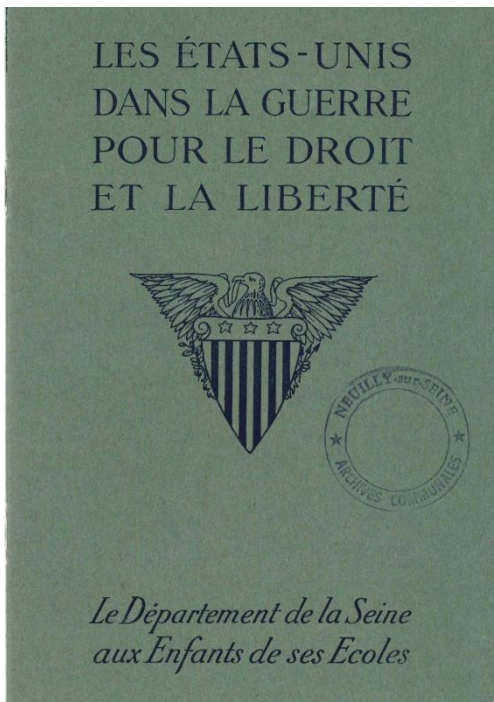 LES ÉTATS-UNIS
DANS LA GUERRE
POUR LE DROIT
ET LA LIBERTÉ
NEUILLY-SUR-SEINE
ARCHIVES COMMUNALES
Le Département de la Seine
aux Enfants de ses Ecoles